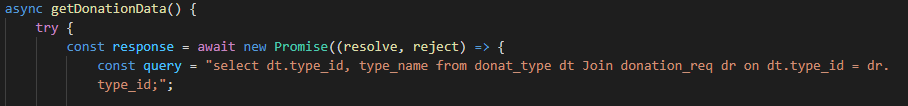 async getDonationData() {
try {
const response = await new Promise((resolve, reject) => {
const query = "select dt.type_id, type_name from donat_type dt Join donation_req dr on dt.type_id = dr.
type_id;";